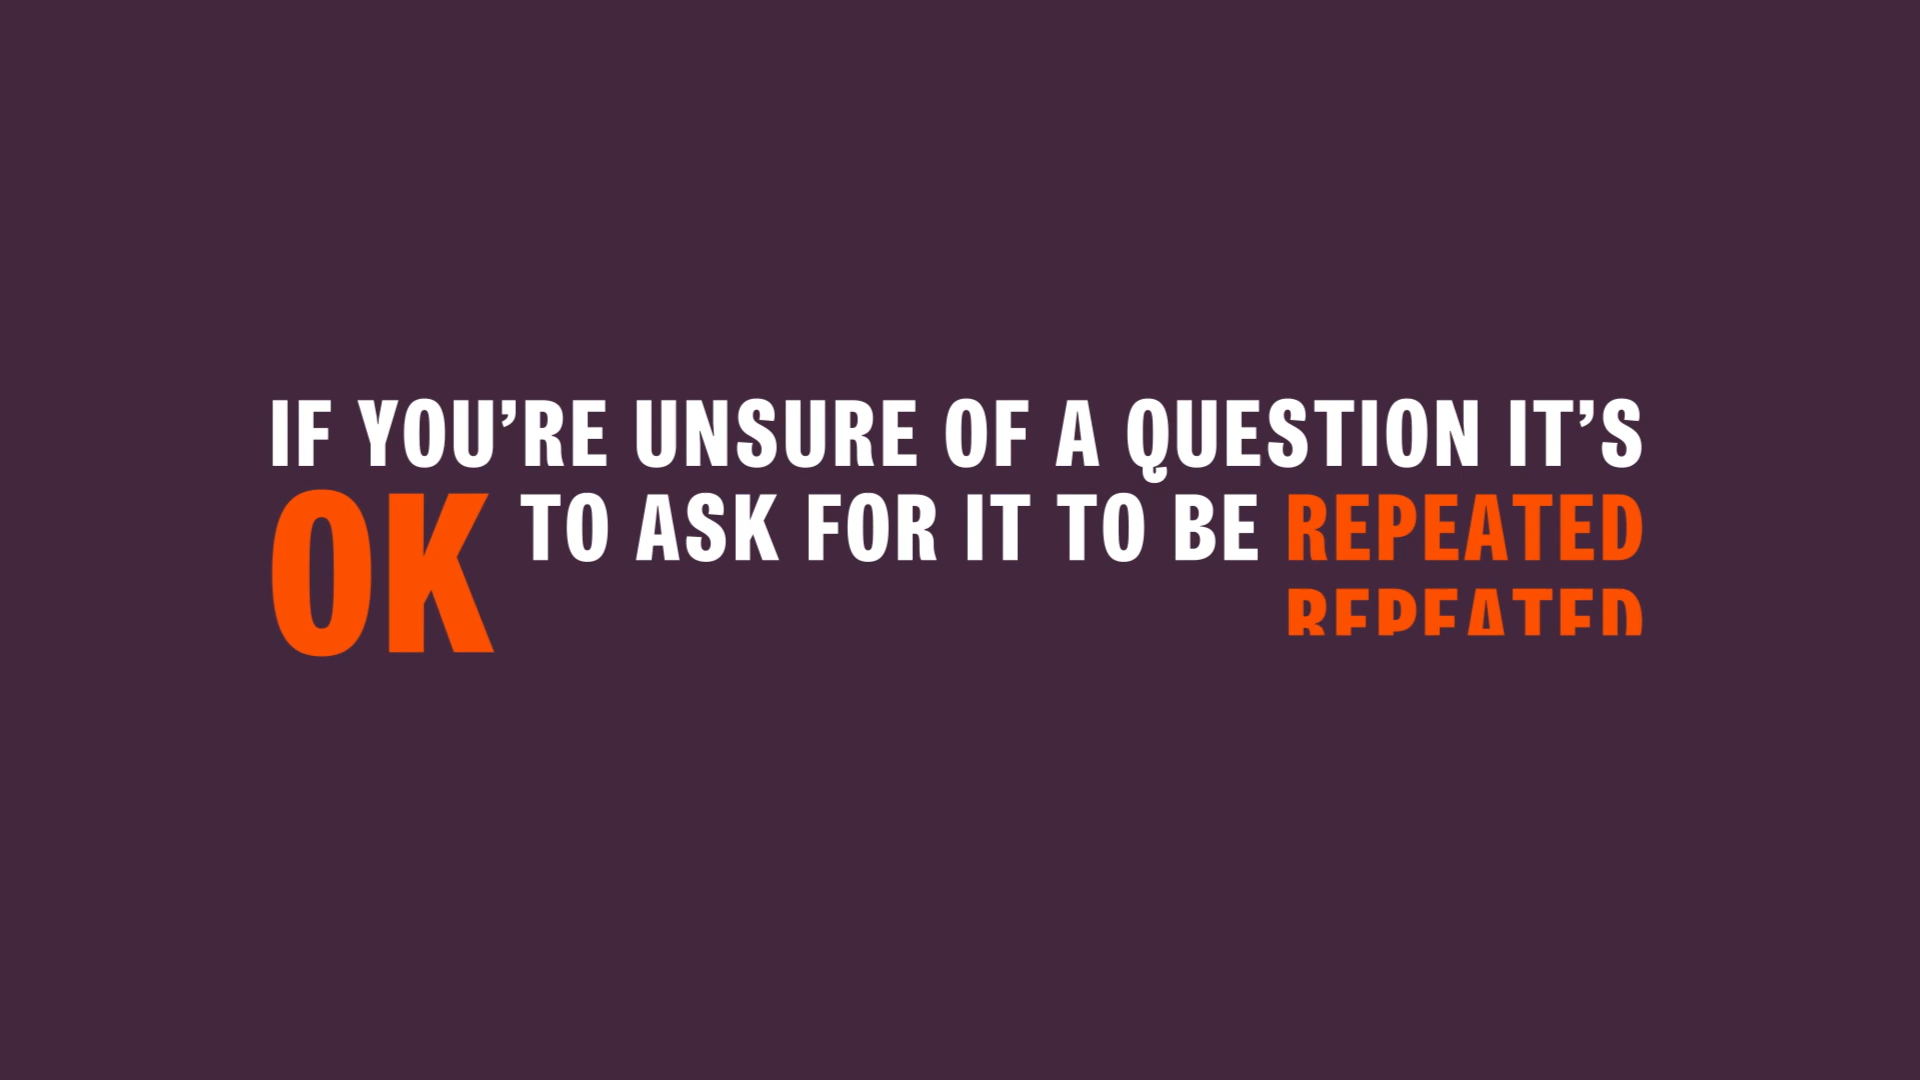 IF YOU’RE UNSURE OF A QUESTION IT’S
OK TO ASK FOR IT TO BE REPEATED
REPEATED